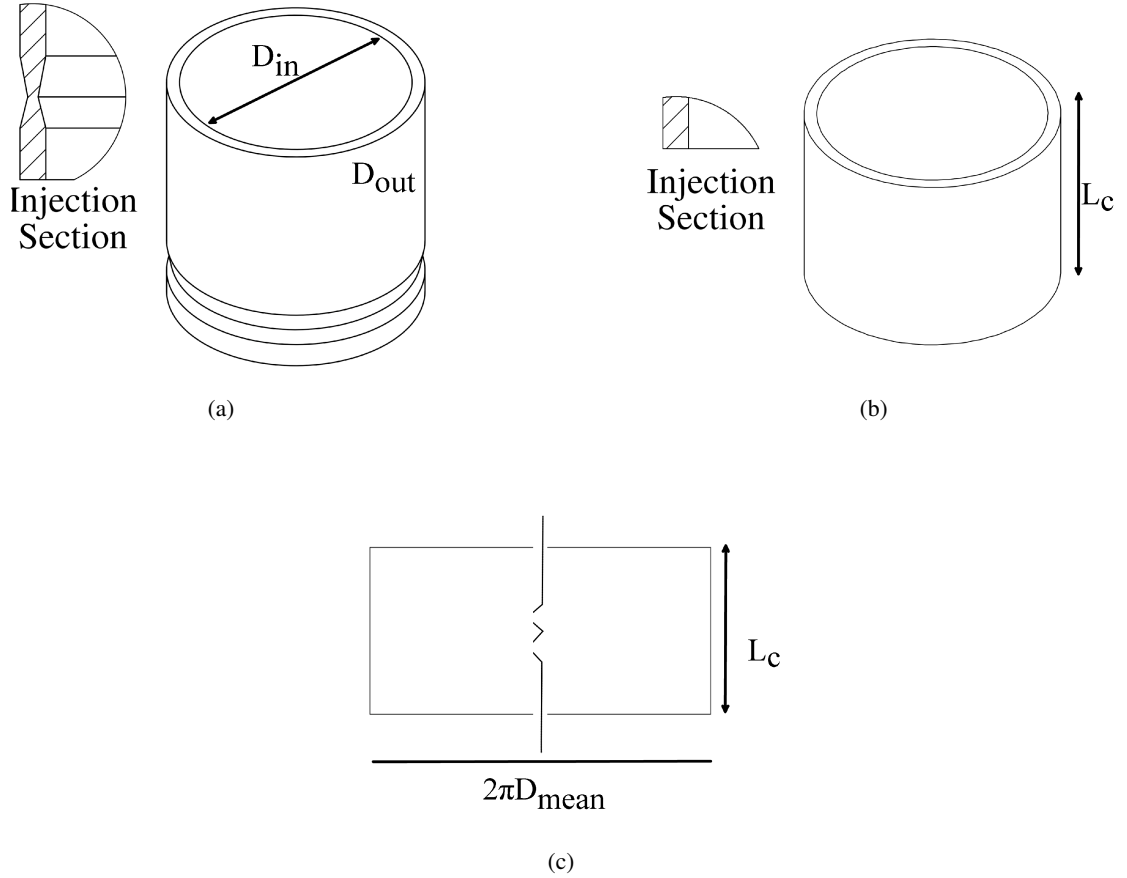 D_in
D_out
Injection
Section
(a)
Injection
Section
L_c
(b)
L_c
2πD_mean
(c)